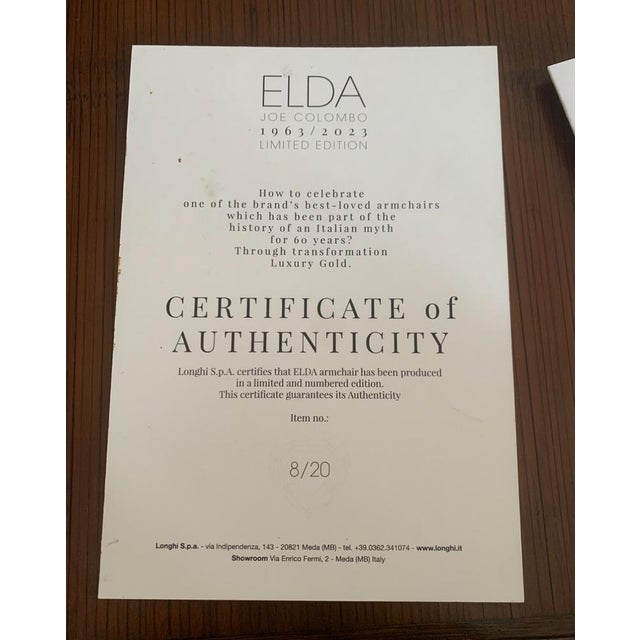 ELDA
JOE COLOMBO
1963/2023
LIMITED EDITION
How to celebrate
one of the brand's best-loved armchairs
which has been part of the
history of an Italian myth
for 60 years?
Through transformation
Luxury Gold.
CERTIFICATE of
AUTHENTICITY
Longhi S.p.A. certifies that ELDA armchair has been produced
in a limited and numbered edition.
This certificate guarantees its Authenticity
Item no.:
8/20
Longhi S.p.a. - via Indipendenza, 143 - 20821 Meda (MB) - tel. +39.0362.341074 - www.longhi.it
Showroom Via Enrico Fermi, 2 - Meda (MB) Italy